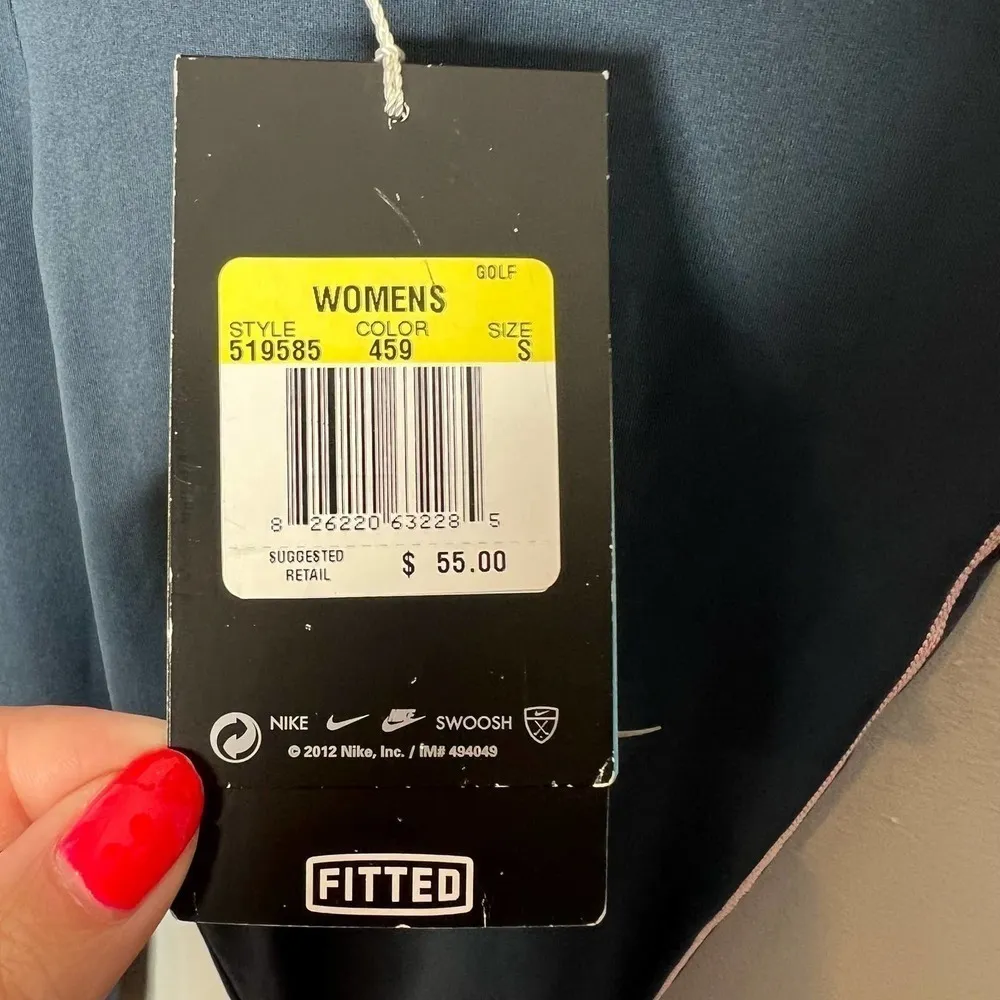 GOLF
WOMENS
STYLE COLOR SIZE
519585 459 S
8 26220 63228 5
SUGGESTED RETAIL $ 55.00
NIKE SWOOSH
© 2012 Nike, Inc. / IM# 494049
FITTED